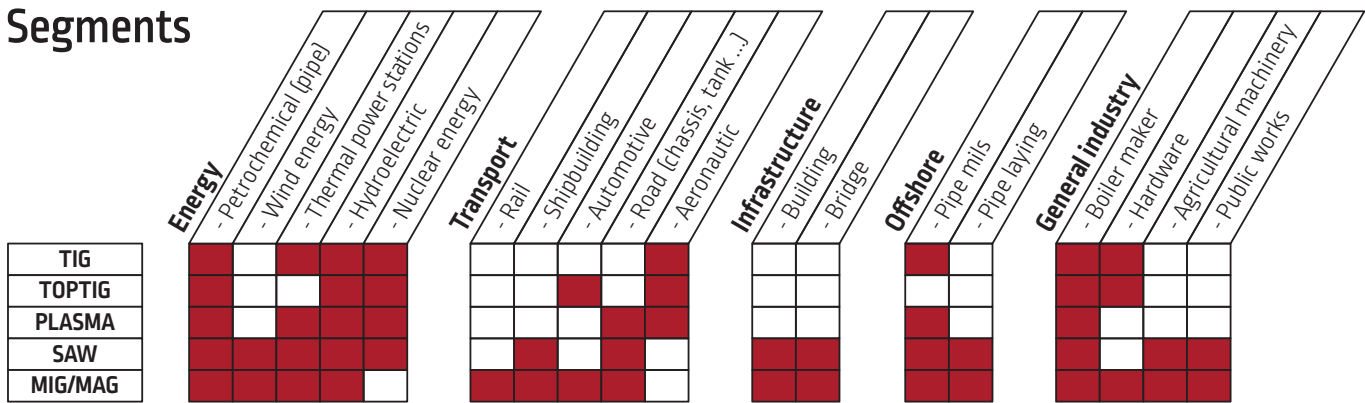 Segments
Energy
- Petrochemical (pipe)
- Wind energy
- Thermal power stations
- Hydroelectric
- Nuclear energy
Transport
- Rail
- Shipbuilding
- Automotive
- Road (chassis, tank ...)
- Aeronautic
Infrastructure
- Building
- Bridge
Offshore
- Pipe mils
- Pipe laying
General industry
- Boiler maker
- Hardware
- Agricultural machinery
- Public works
TIG
TOPTIG
PLASMA
SAW
MIG/MAG